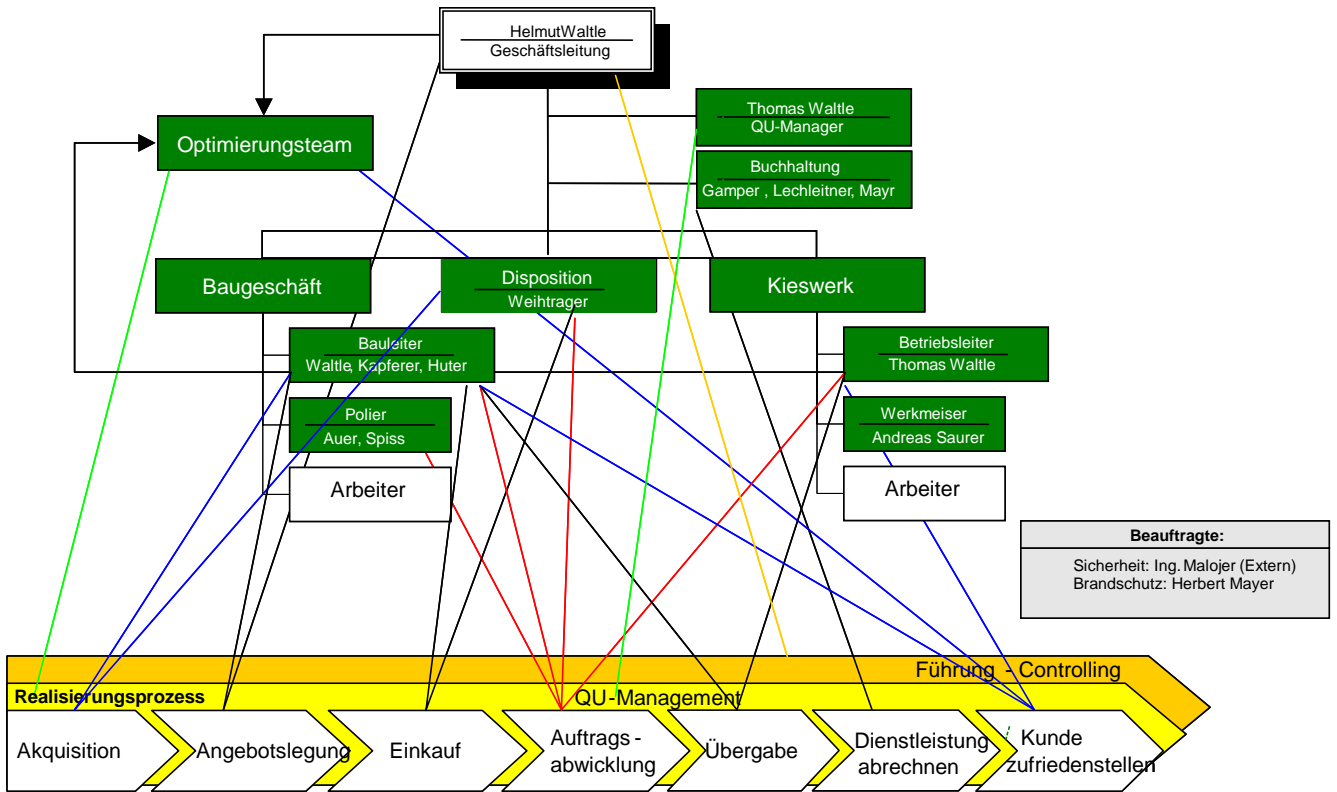 HelmutWaltle
Geschäftsleitung
Thomas Waltle
QU-Manager
Optimierungsteam
Buchhaltung
Gamper , Lechleitner, Mayr
Baugeschäft
Disposition
Weihtrager
Kieswerk
Bauleiter
Waltle, Kapferer, Huter
Betriebsleiter
Thomas Waltle
Polier
Auer, Spiss
Werkmeiser
Andreas Saurer
Arbeiter
Arbeiter
Beauftragte:
Sicherheit: Ing. Malojer (Extern)
Brandschutz: Herbert Mayer
Führung - Controlling
Realisierungsprozess
QU-Management
Akquisition
Angebotslegung
Einkauf
Auftrags -
abwicklung
Übergabe
Dienstleistung
abrechnen
Kunde
zufriedenstellen